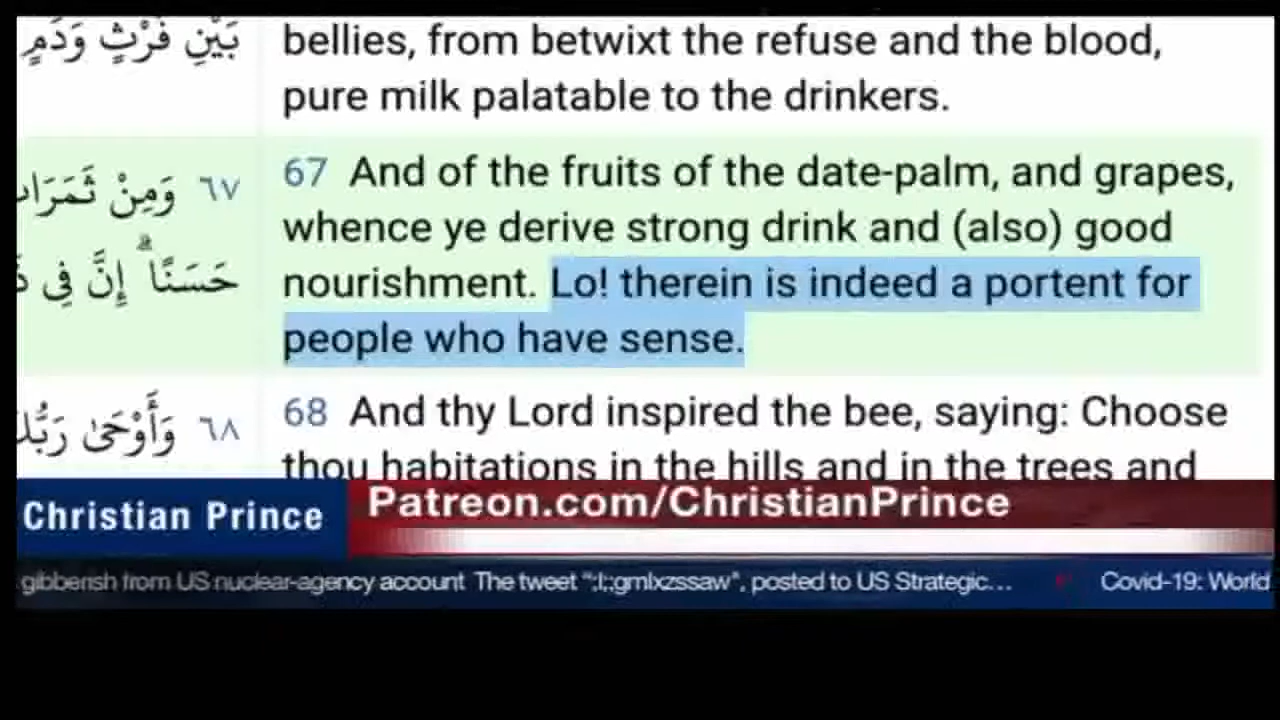 بَيْنِ فَرْثٍ وَدَمٍ
bellies, from betwixt the refuse and the blood,
pure milk palatable to the drinkers.
٦٧ وَمِنْ
67 And of the fruits of the date-palm, and grapes,
whence ye derive strong drink and (also) good
حَسَنًا ۗ إِنَّ فِي
nourishment. Lo! therein is indeed a portent for
people who have sense.
٦٨ وَأَوْحَىٰ
68 And thy Lord inspired the bee, saying: Choose
thou habitations in the hills and in the trees and
Christian Prince
Patreon.com/ChristianPrince
gibberish from US nuclear-agency account The tweet ";l;;gmlxzssaw", posted to US Strategic... Covid-19: World